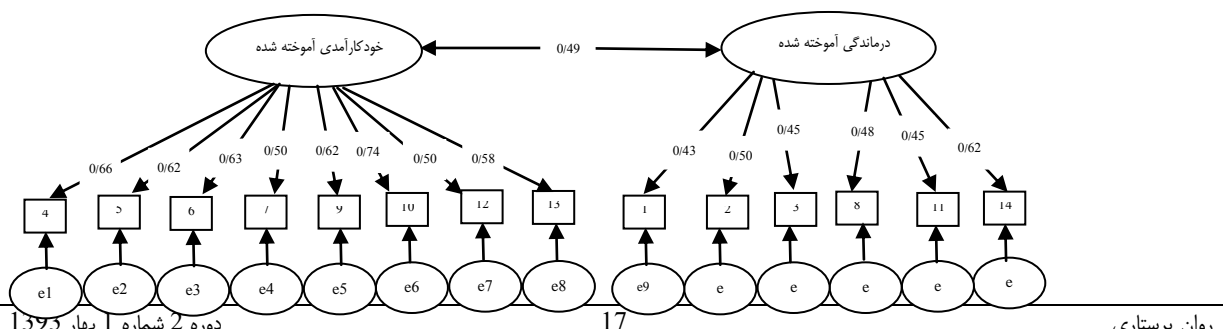 درماندگی آموخته شده
خودکارآمدی آموخته شده
0/49
0/66 0/62 0/63 0/50 0/62 0/74 0/50 0/58 0/43 0/50 0/45 0/48 0/45 0/62
4 5 6 7 9 10 12 13 1 2 3 8 11 14
e1 e2 e3 e4 e5 e6 e7 e8 e9 e e e e e
روان پرستاری 17 دوره 2 شماره 1 بهار 1393